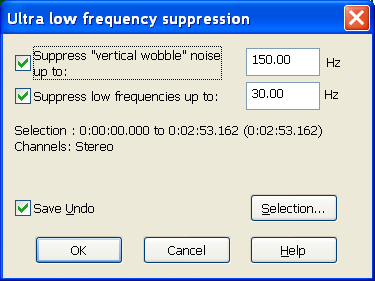 Ultra low frequency suppression
Suppress "vertical wobble" noise
up to:
150.00 Hz
Suppress low frequencies up to: 30.00 Hz
Selection : 0:00:00.000 to 0:02:53.162 (0:02:53.162)
Channels: Stereo
Save Undo
Selection...
OK Cancel Help